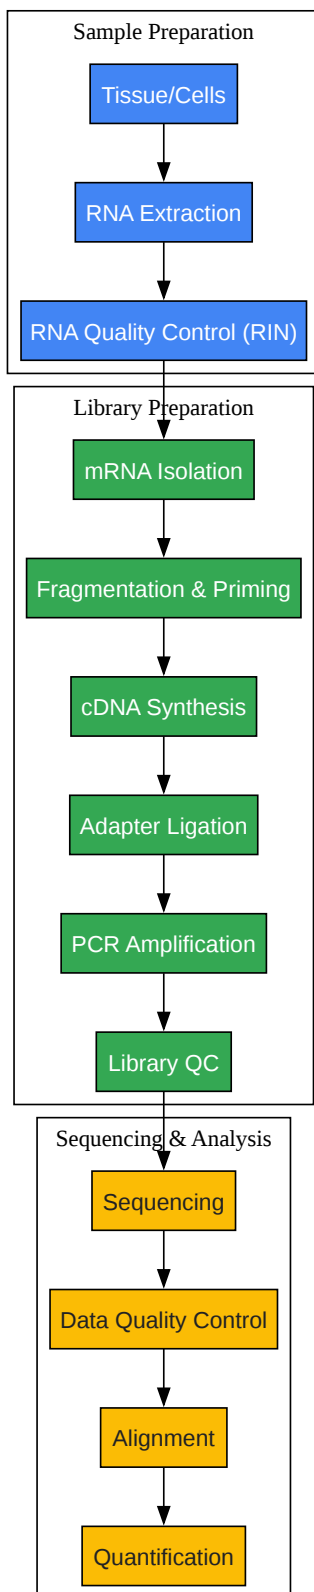 Sample Preparation
Tissue/Cells
RNA Extraction
RNA Quality Control (RIN)
Library Preparation
mRNA Isolation
Fragmentation & Priming
cDNA Synthesis
Adapter Ligation
PCR Amplification
Library QC
Sequencing & Analysis
Sequencing
Data Quality Control
Alignment
Quantification